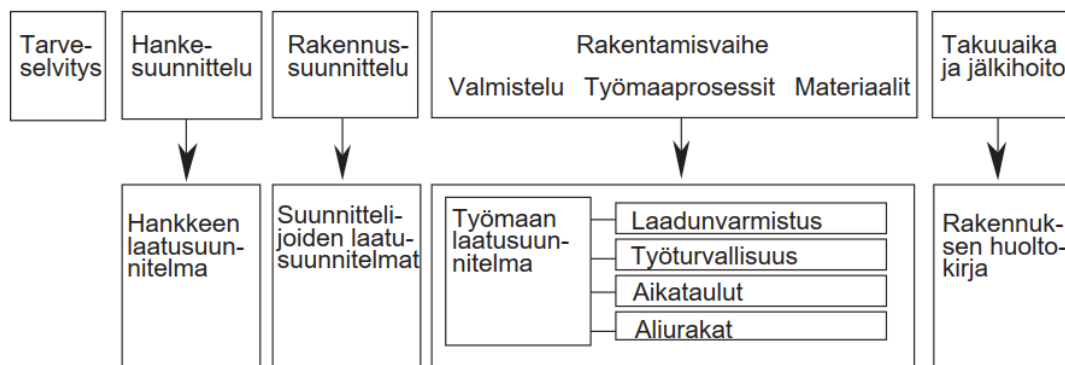 Tarve-
selvitys
Hanke-
suunnittelu
Rakennus-
suunnittelu
Rakentamisvaihe
Valmistelu Työmaaprosessit Materiaalit
Takuuaika
ja jälkihoito
Hankkeen
laatusuun-
nitelma
Suunnitteli-
joiden laatu-
suunnitelmat
Työmaan
laatusuun-
nitelma
Laadunvarmistus
Työturvallisuus
Aikataulut
Aliurakat
Rakennuk-
sen huolto-
kirja